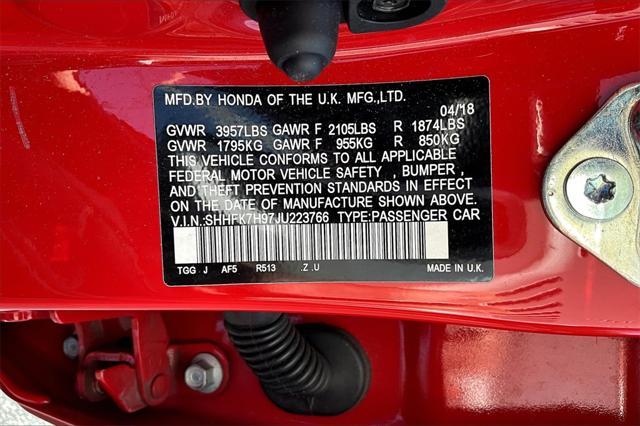 MFD.BY HONDA OF THE U.K. MFG.,LTD.
04/18
GVWR 3957LBS GAWR F 2105LBS R 1874LBS
GVWR 1795KG GAWR F 955KG R 850KG
THIS VEHICLE CONFORMS TO ALL APPLICABLE
FEDERAL MOTOR VEHICLE SAFETY , BUMPER,
AND THEFT PREVENTION STANDARDS IN EFFECT
ON THE DATE OF MANUFACTURE SHOWN ABOVE.
V.I.N.:SHHFK7H97JU223766 TYPE:PASSENGER CAR
TGG J AF5 R513 .Z .U MADE IN U.K.